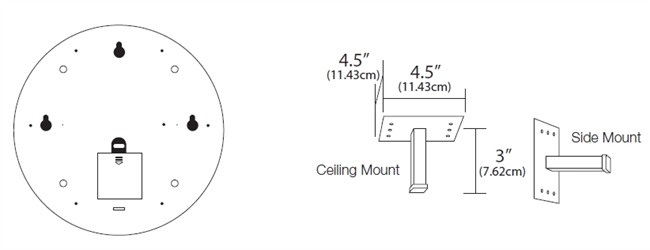 4.5”
(11.43cm)
4.5”
(11.43cm)
Ceiling Mount
3”
(7.62cm)
Side Mount